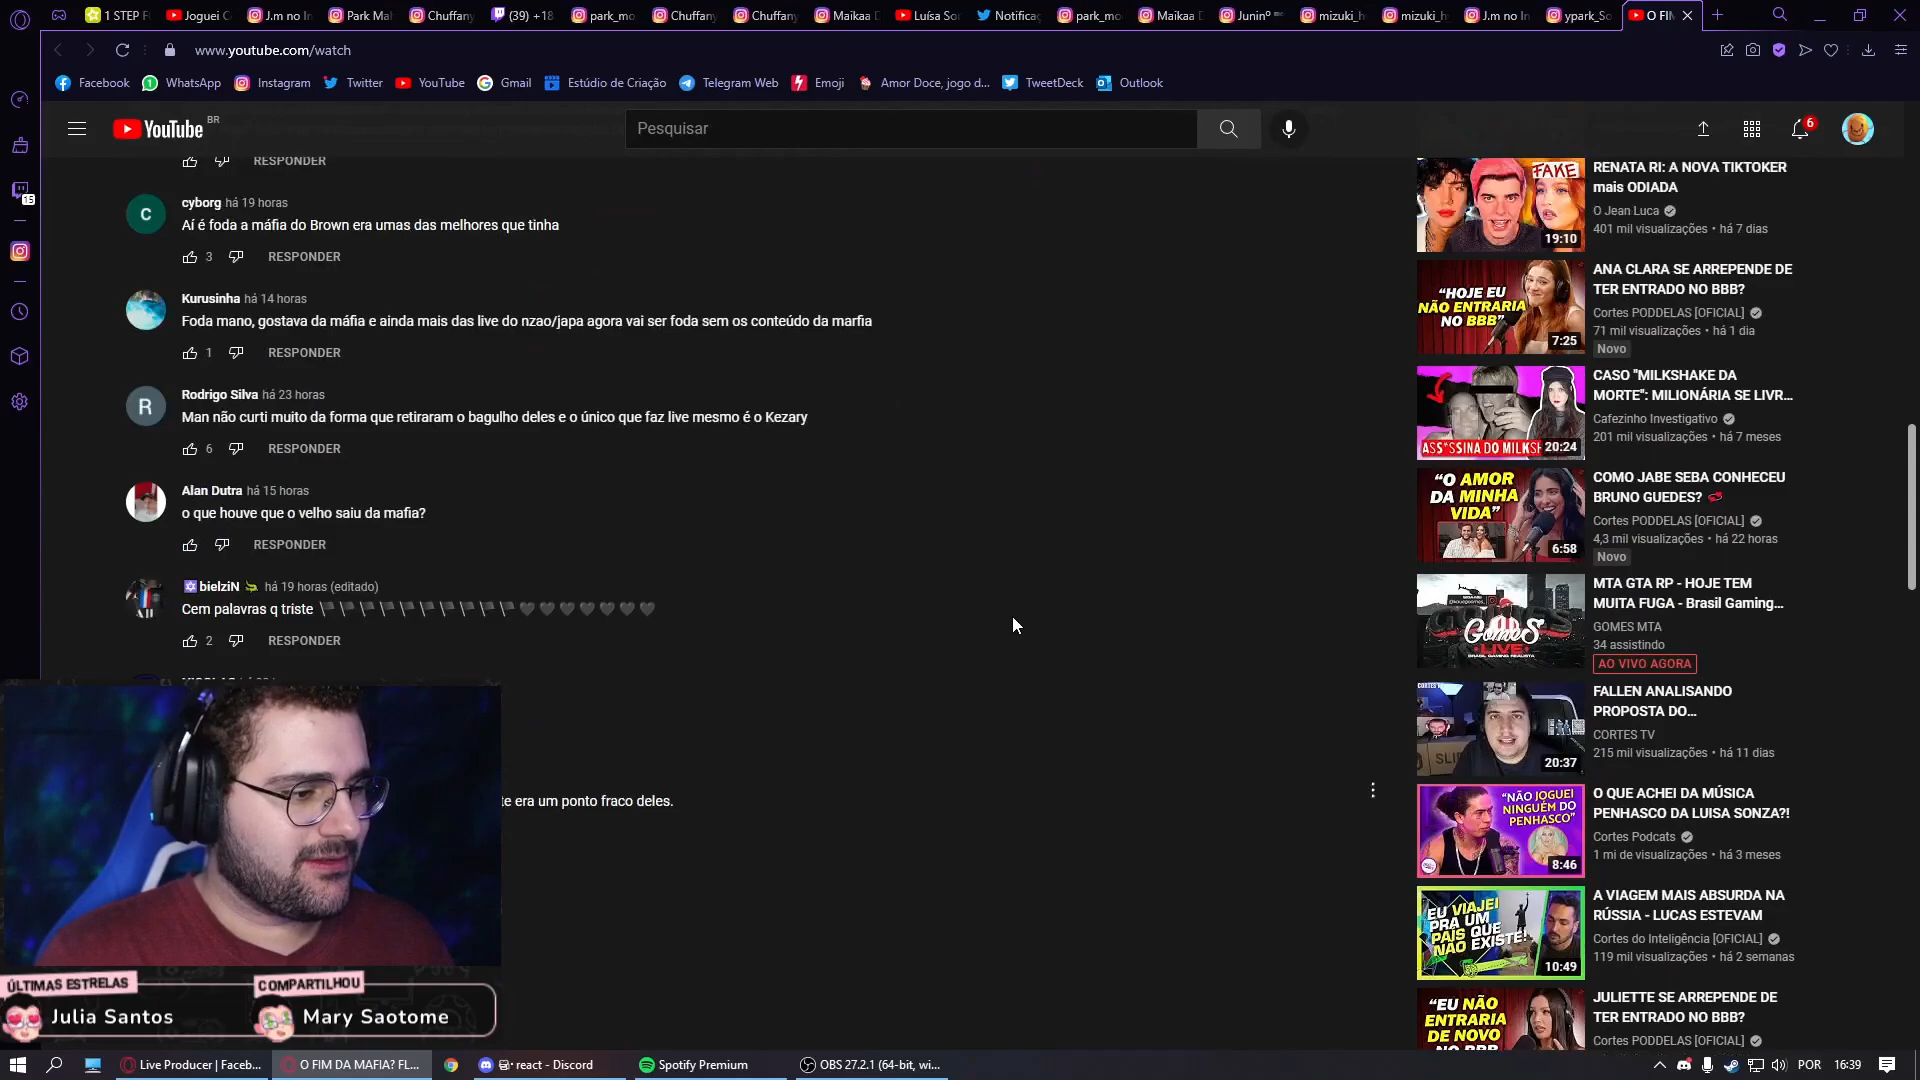 1 STEP F
Joguei C
J.m no In
Park Ma
Chuffany
(39) +18
park_mo
Chuffany
Chuffany
Maikaa D
Luísa Son
Notificaç
park_mo
Maikaa D
Juninº
mizuki_h
mizuki_h
J.m no In
ypark_So
O FIM
www.youtube.com/watch
Facebook
WhatsApp
Instagram
Twitter
YouTube
Gmail
Estúdio de Criação
Telegram Web
Emoji
Amor Doce, jogo d...
TweetDeck
Outlook
YouTube BR
Pesquisar
6
15
RESPONDER
cyborg há 19 horas
Aí é foda a máfia do Brown era umas das melhores que tinha
3 RESPONDER
Kurusinha há 14 horas
Foda mano, gostava da máfia e ainda mais das live do nzao/japa agora vai ser foda sem os conteúdo da marfia
1 RESPONDER
R
Rodrigo Silva há 23 horas
Man não curti muito da forma que retiraram o bagulho deles e o único que faz live mesmo é o Kezary
6 RESPONDER
Alan Dutra há 15 horas
o que houve que o velho saiu da mafia?
RESPONDER
bielziN há 19 horas (editado)
Cem palavras q triste
2 RESPONDER
te era um ponto fraco deles.
FAKE
19:10
RENATA RI: A NOVA TIKTOKER
mais ODIADA
O Jean Luca
401 mil visualizações • há 7 dias
"HOJE EU
NÃO ENTRARIA
NO BBB"
7:25
ANA CLARA SE ARREPENDE DE
TER ENTRADO NO BBB?
Cortes PODDELAS [OFICIAL]
71 mil visualizações • há 1 dia
Novo
ASS*SSINA DO MILKSH
20:24
CASO "MILKSHAKE DA
MORTE": MILIONÁRIA SE LIVR...
Cafezinho Investigativo
201 mil visualizações • há 7 meses
"O AMOR
DA MINHA
VIDA"
6:58
COMO JABE SEBA CONHECEU
BRUNO GUEDES?
Cortes PODDELAS [OFICIAL]
4,3 mil visualizações • há 22 horas
Novo
GomeS
LIVE
BRASIL GAMING REALISTA
MTA GTA RP - HOJE TEM
MUITA FUGA - Brasil Gaming...
GOMES MTA
34 assistindo
AO VIVO AGORA
20:37
FALLEN ANALISANDO
PROPOSTA DO...
CORTES TV
215 mil visualizações • há 11 dias
"NÃO JOGUEI
NINGUÉM DO
PENHASCO"
8:46
O QUE ACHEI DA MÚSICA
PENHASCO DA LUISA SONZA?!
Cortes Podcats
1 mi de visualizações • há 3 meses
EU VIAJEI
PRA UM
PAÍS QUE
NÃO EXISTE!
10:49
A VIAGEM MAIS ABSURDA NA
RÚSSIA - LUCAS ESTEVAM
Cortes do Inteligência [OFICIAL]
119 mil visualizações • há 2 semanas
"EU NÃO
ENTRARIA
DE NOVO
NO BBB
JULIETTE SE ARREPENDE DE
TER ENTRADO NO BBB?
Cortes PODDELAS [OFICIAL]
ÚLTIMAS ESTRELAS
Julia Santos
COMPARTILHOU
Mary Saotome
Live Producer | Faceb...
O FIM DA MAFIA? FL...
react - Discord
Spotify Premium
OBS 27.2.1 (64-bit, wi...
POR
16:39